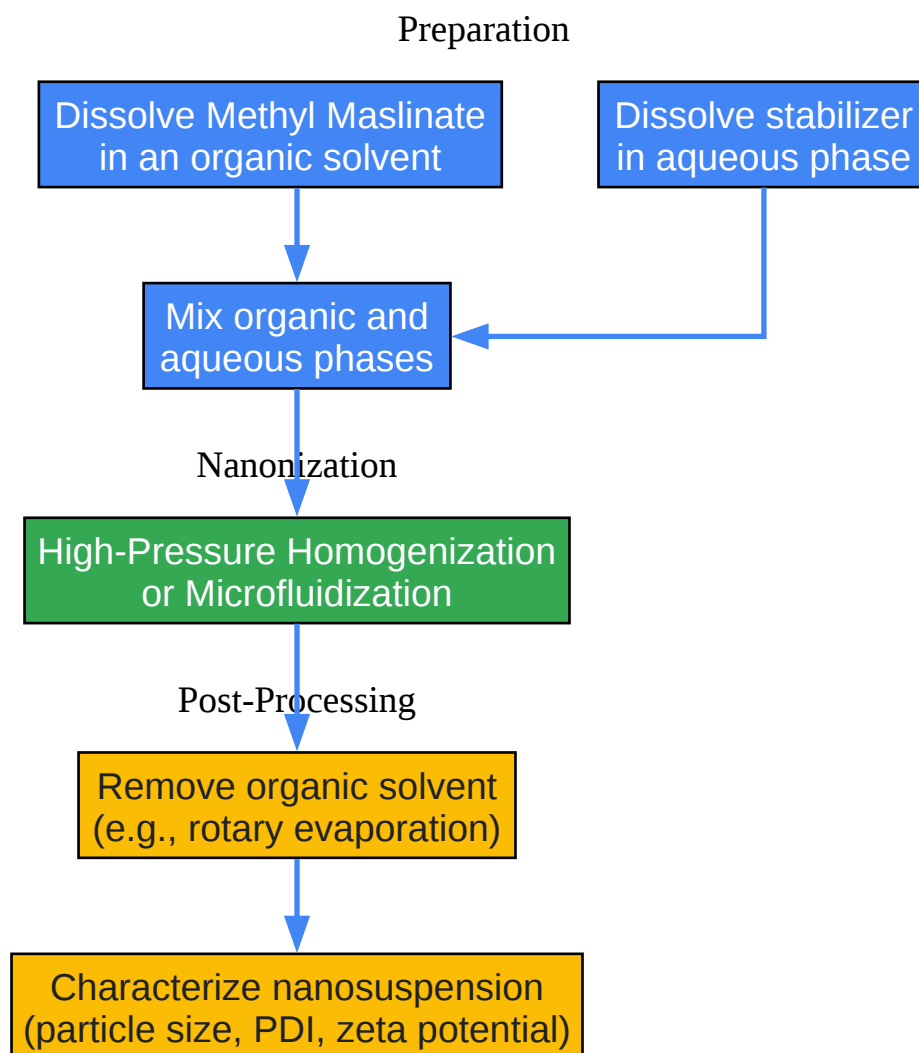 Preparation
Dissolve Methyl Maslinate
in an organic solvent
Dissolve stabilizer
in aqueous phase
Mix organic and
aqueous phases
Nanonization
High-Pressure Homogenization
or Microfluidization
Post-Processing
Remove organic solvent
(e.g., rotary evaporation)
Characterize nanosuspension
(particle size, PDI, zeta potential)